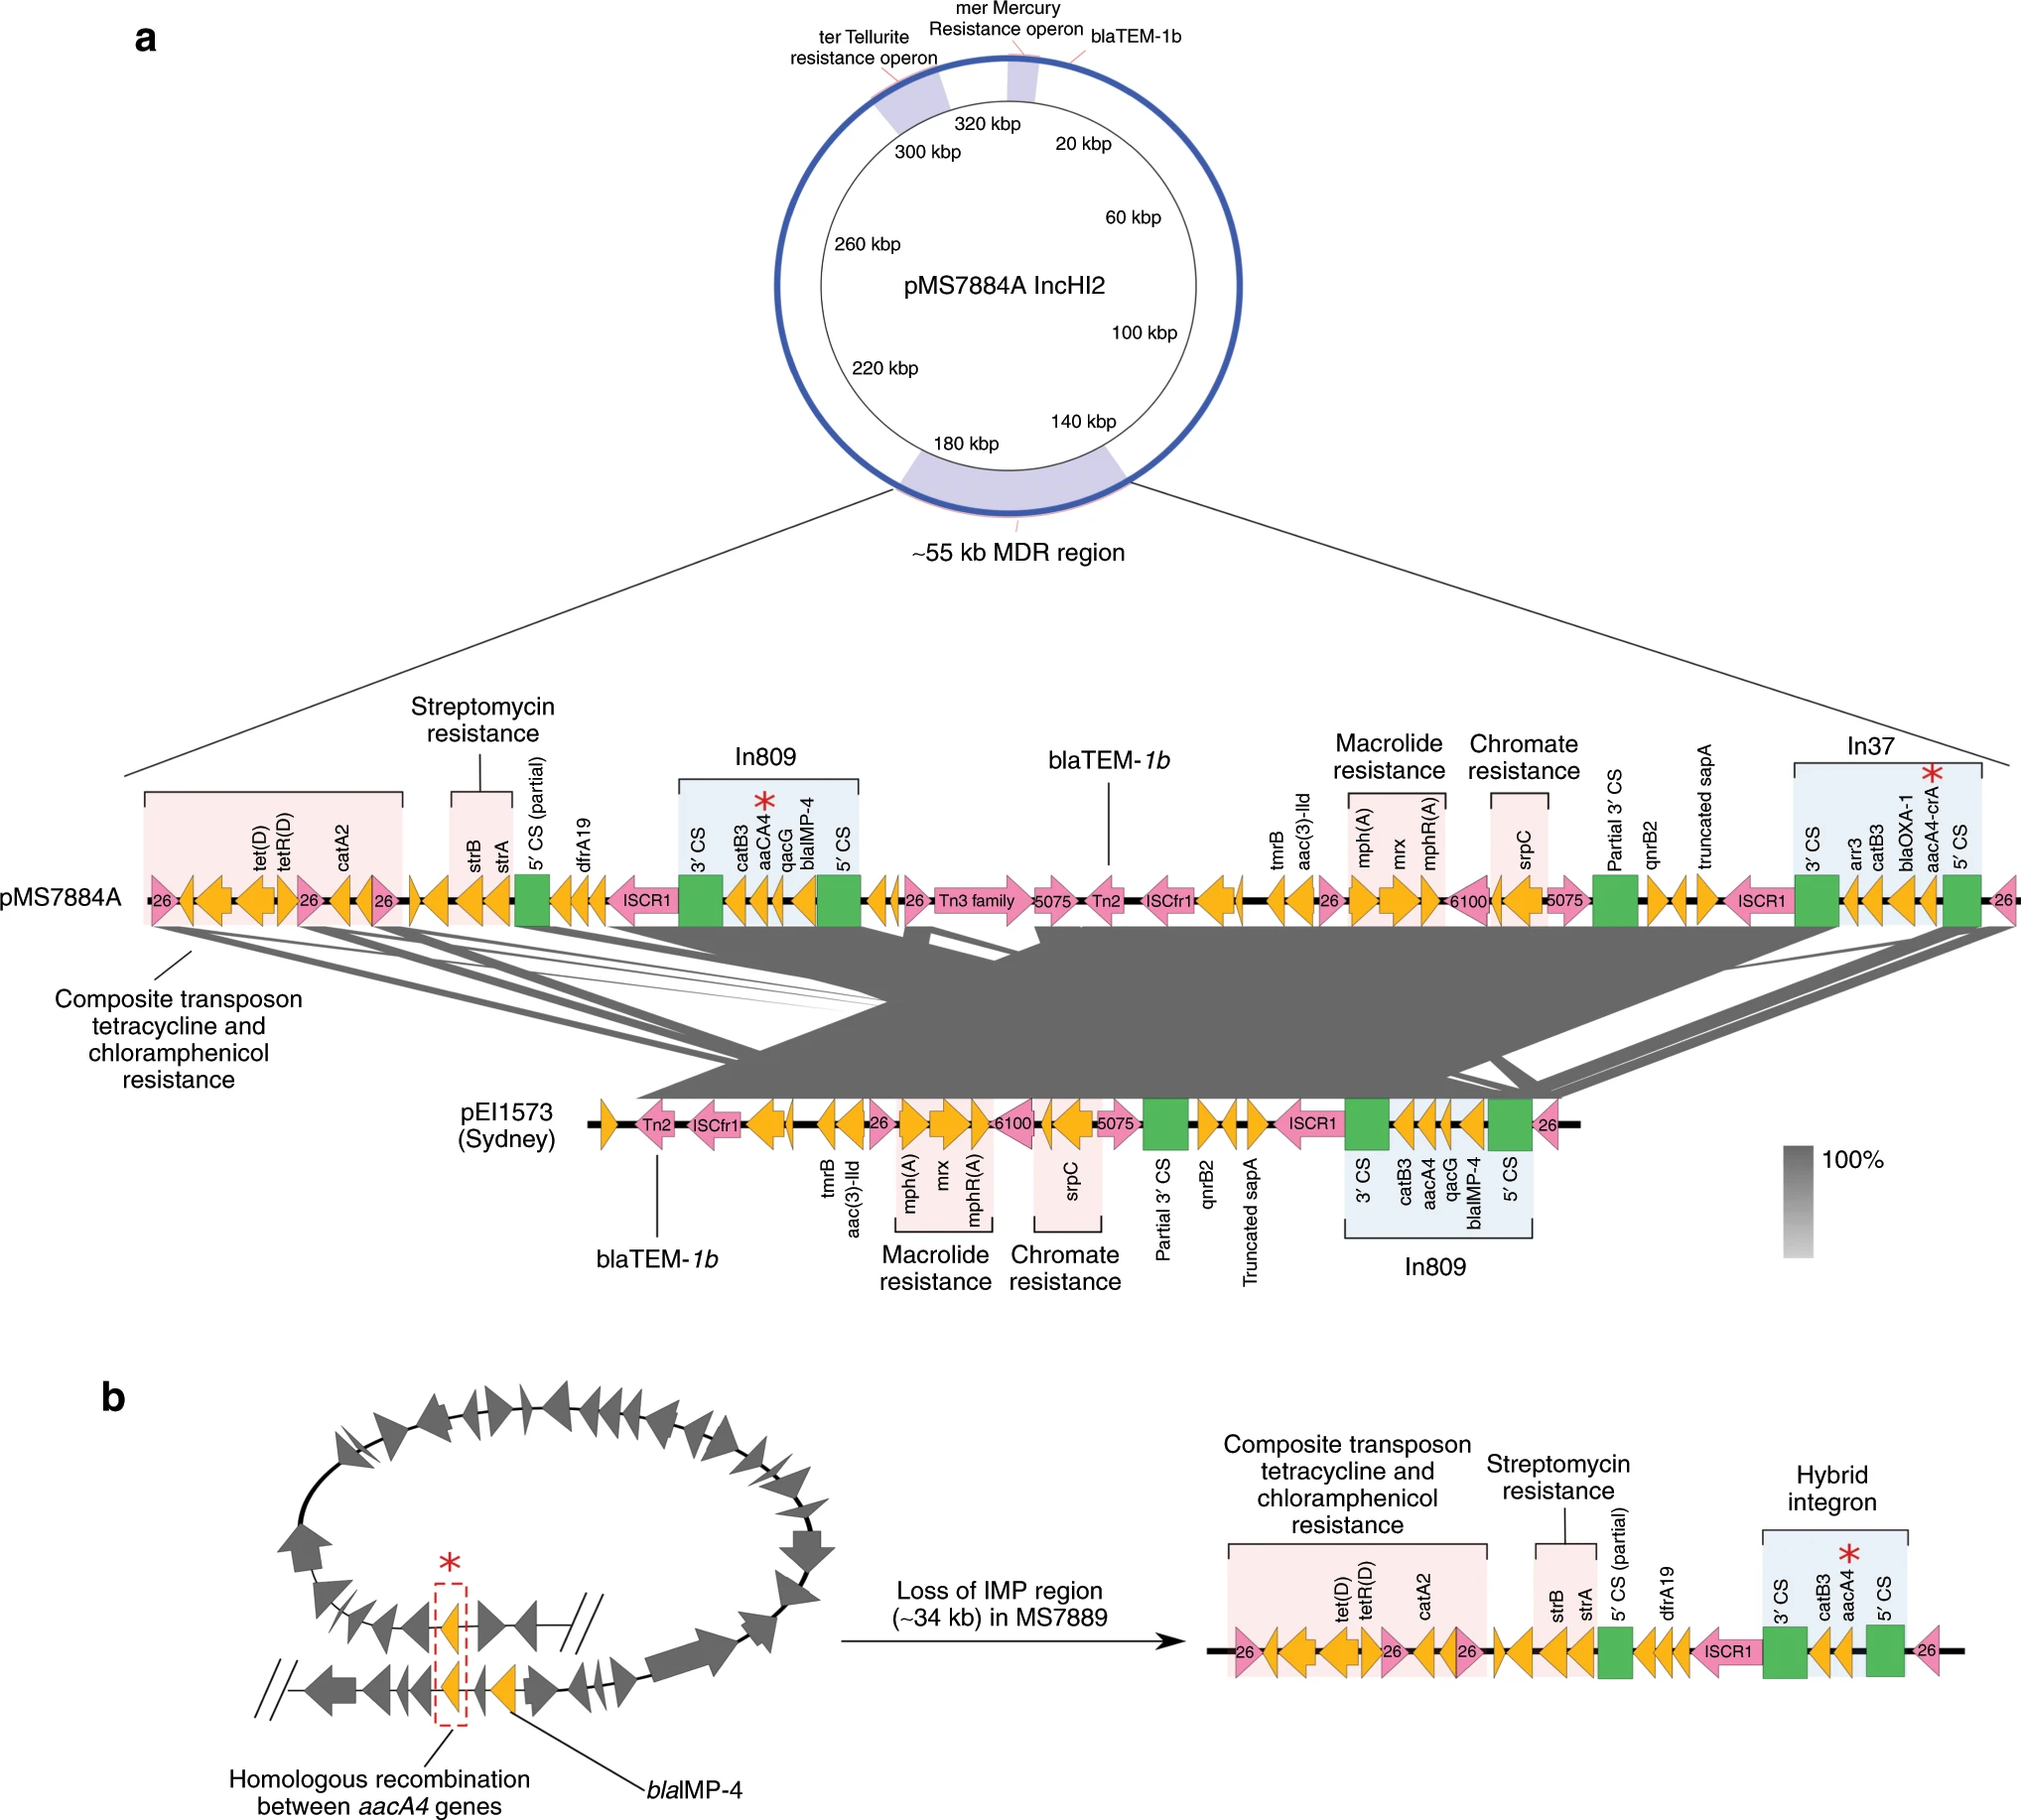 a
mer Mercury
Resistance operon
blaTEM-1b
ter Tellurite
resistance operon
320 kbp
20 kbp
300 kbp
60 kbp
260 kbp
pMS7884A IncHI2
100 kbp
220 kbp
140 kbp
180 kbp
~55 kb MDR region
Streptomycin
resistance
In809
blaTEM-1b
Macrolide
resistance
Chromate
resistance
In37
*
*
tet(D)
tetR(D)
catA2
strB
strA
5′ CS (partial)
dfrA19
3′ CS
catB3
aaCA4
qacG
blaIMP-4
5′ CS
tmrB
aac(3)-IId
mph(A)
mrx
mphR(A)
srpC
Partial 3′ CS
qnrB2
truncated sapA
3′ CS
arr3
catB3
blaOXA-1
aacA4-crA
5′ CS
pMS7884A
26
26
26
ISCR1
26
Tn3 family
5075
Tn2
ISCfr1
26
6100
5075
ISCR1
26
Composite transposon
tetracycline and
chloramphenicol
resistance
pEI1573
(Sydney)
Tn2
ISCfr1
26
6100
5075
ISCR1
26
tmrB
aac(3)-IId
mph(A)
mrx
mphR(A)
srpC
Partial 3′ CS
qnrB2
Truncated sapA
3′ CS
catB3
aacA4
qacG
blaIMP-4
5′ CS
blaTEM-1b
Macrolide
resistance
Chromate
resistance
In809
100%
b
*
Homologous recombination
between aacA4 genes
blaIMP-4
Loss of IMP region
(~34 kb) in MS7889
Composite transposon
tetracycline and
chloramphenicol
resistance
Streptomycin
resistance
Hybrid
integron
*
tet(D)
tetR(D)
catA2
strB
strA
5′ CS (partial)
dfrA19
3′ CS
catB3
aacA4
5′ CS
26
26
26
ISCR1
26